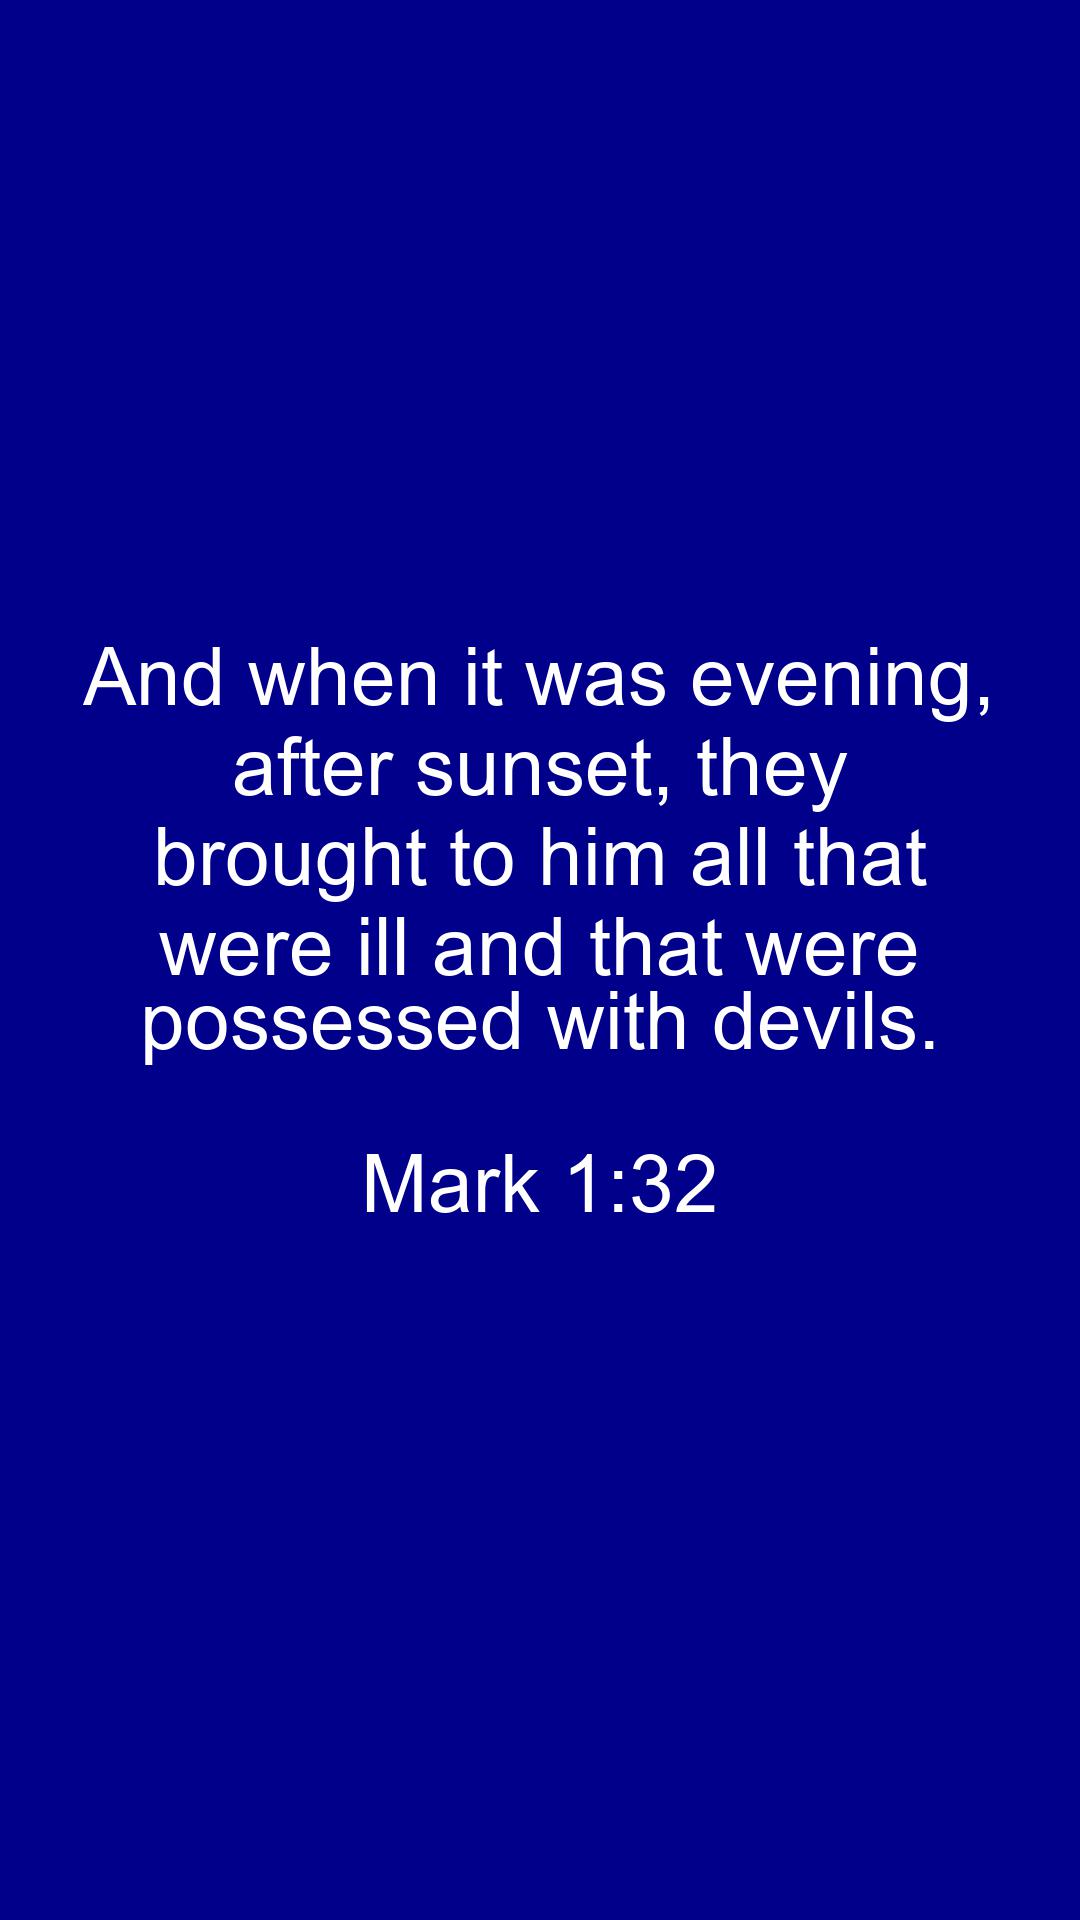 And when it was evening,
after sunset, they
brought to him all that
were ill and that were
possessed with devils.
Mark 1:32